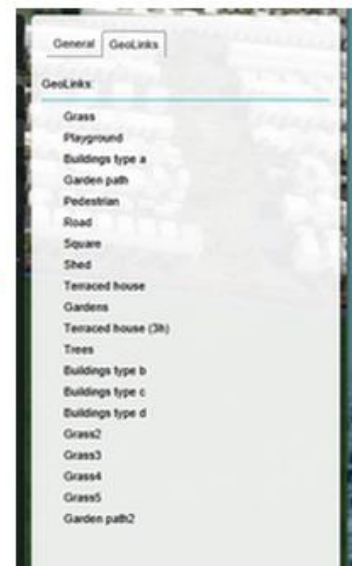 General GeoLinks
GeoLinks:
Grass
Playground
Buildings type a
Garden path
Pedestrian
Road
Square
Shed
Terraced house
Gardens
Terraced house (3h)
Trees
Buildings type b
Buildings type c
Buildings type d
Grass2
Grass3
Grass4
Grass5
Garden path2